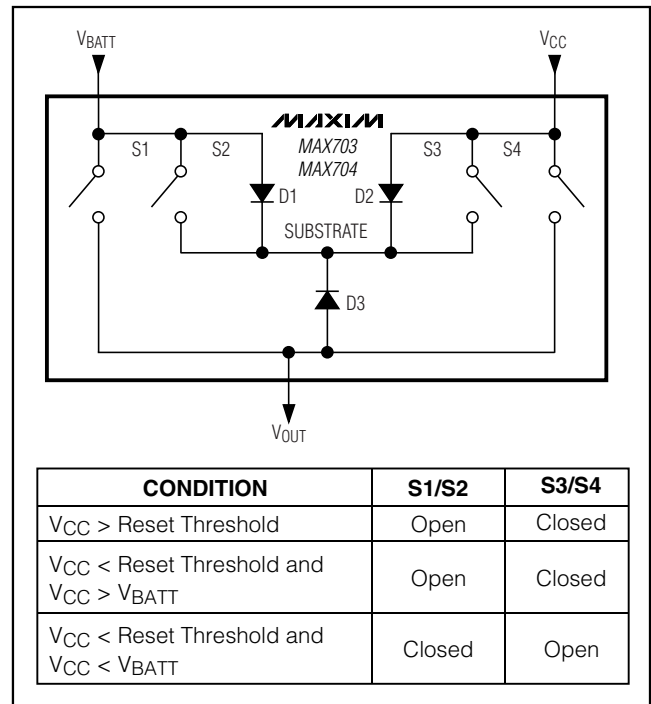 VBATT VCC
MAXIM
MAX703
MAX704
S1 S2 S3 S4
D1 D2
SUBSTRATE
D3
VOUT
CONDITION S1/S2 S3/S4
VCC > Reset Threshold Open Closed
VCC < Reset Threshold and
VCC > VBATT Open Closed
VCC < Reset Threshold and
VCC < VBATT Closed Open